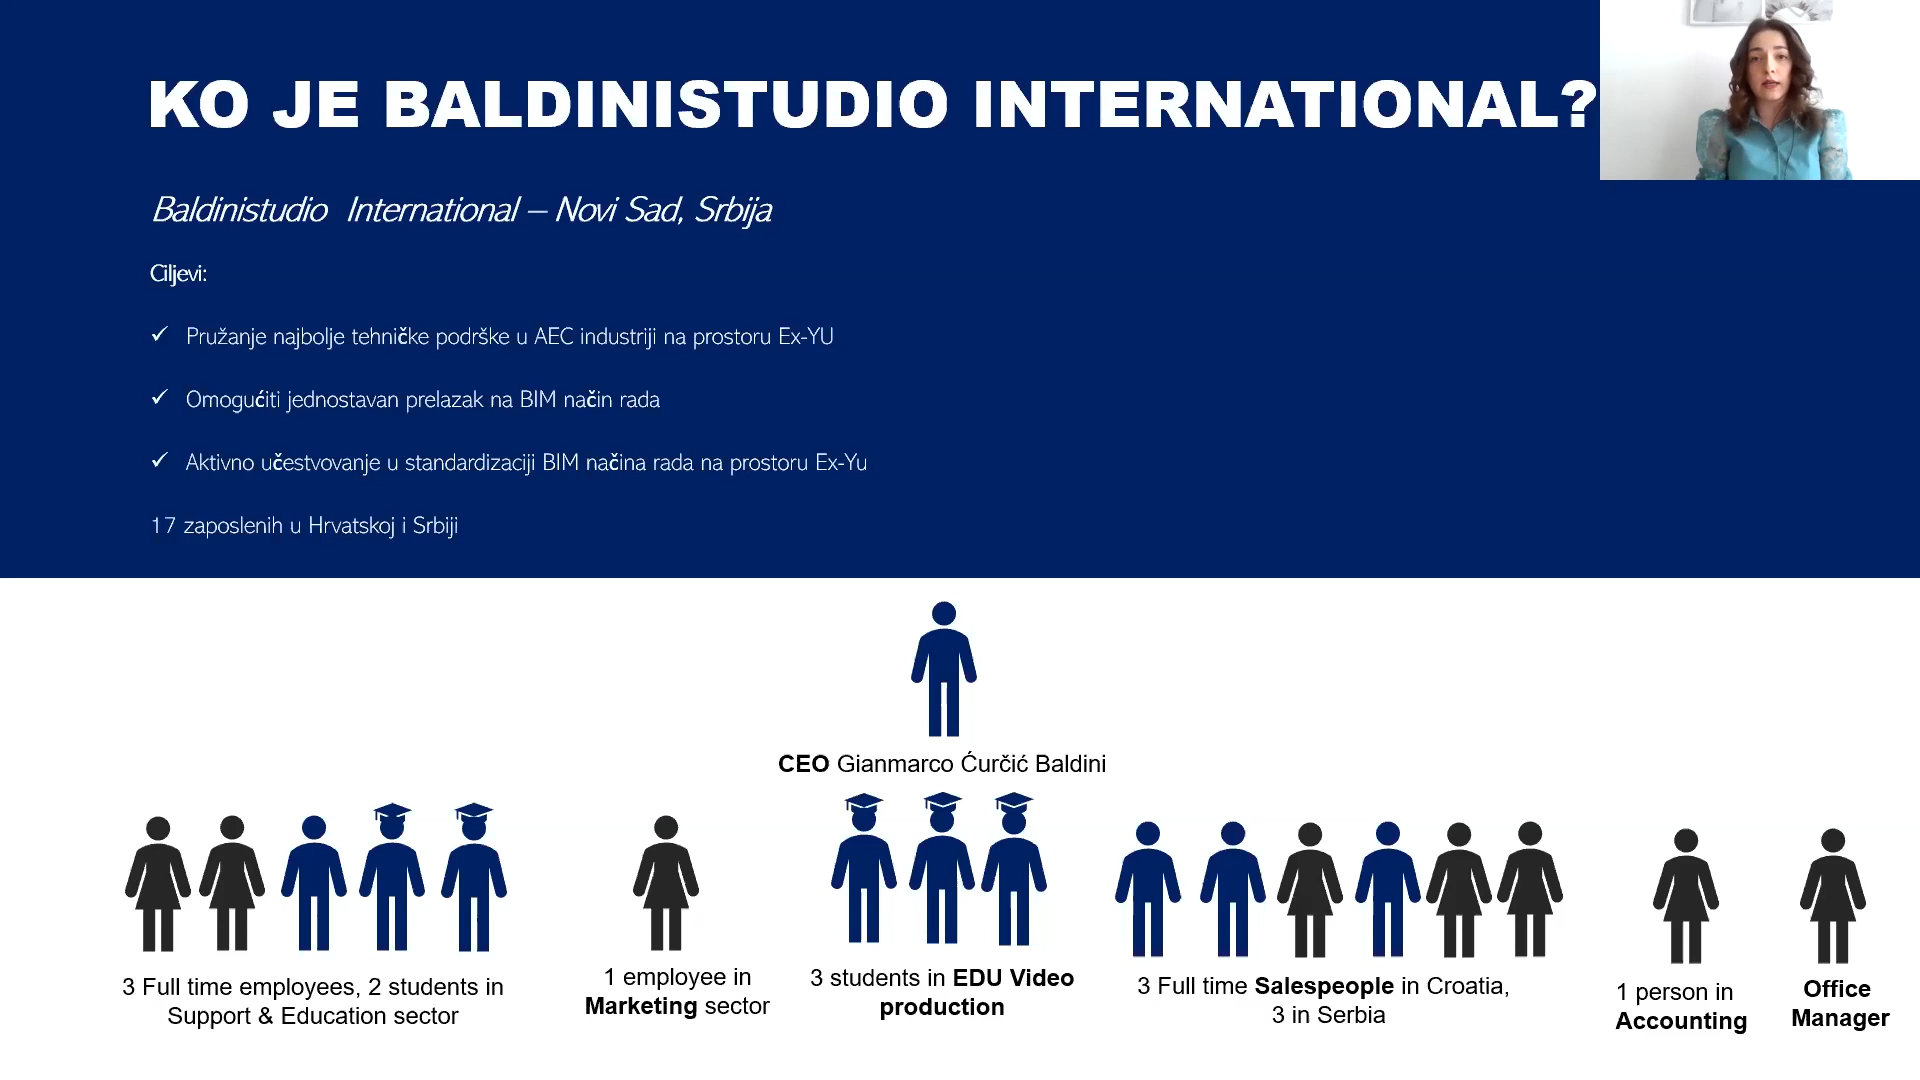 KO JE BALDINISTUDIO INTERNATIONAL?
Baldinistudio International – Novi Sad, Srbija
Ciljevi:
✓ Pružanje najbolje tehničke podrške u AEC industriji na prostoru Ex-YU
✓ Omogućiti jednostavan prelazak na BIM način rada
✓ Aktivno učestvovanje u standardizaciji BIM načina rada na prostoru Ex-Yu
17 zaposlenih u Hrvatskoj i Srbiji
CEO Gianmarco Ćurčić Baldini
3 Full time employees, 2 students in
Support & Education sector
1 employee in
Marketing sector
3 students in EDU Video
production
3 Full time Salespeople in Croatia,
3 in Serbia
1 person in
Accounting
Office
Manager